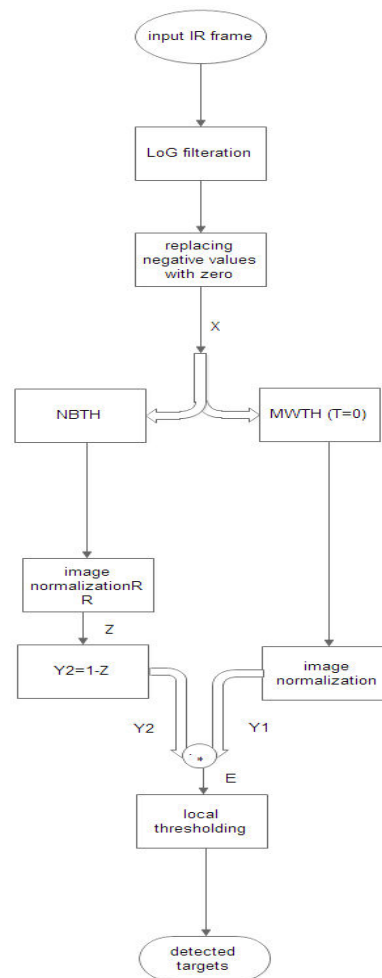 input IR frame
LoG filteration
replacing
negative values
with zero
X
NBTH
MWTH (T=0)
image
normalizationR
R
Z
Y2=1-Z
image
normalization
Y2
Y1
E
local
thresholding
detected
targets